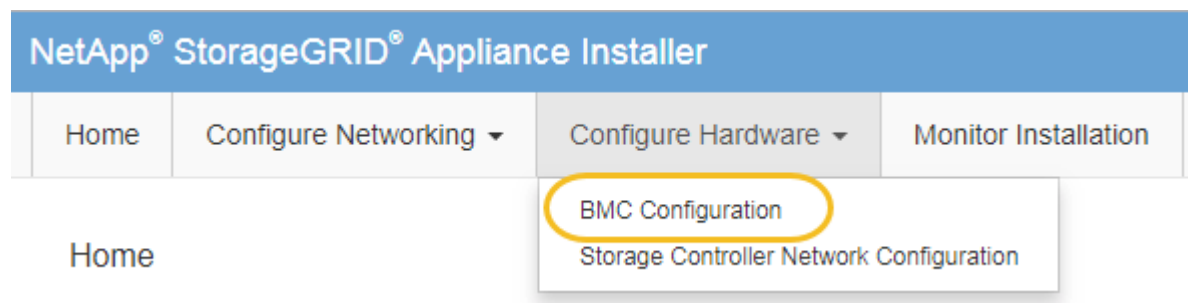 NetApp® StorageGRID® Appliance Installer
Home Configure Networking Configure Hardware Monitor Installation
BMC Configuration
Home
Storage Controller Network Configuration